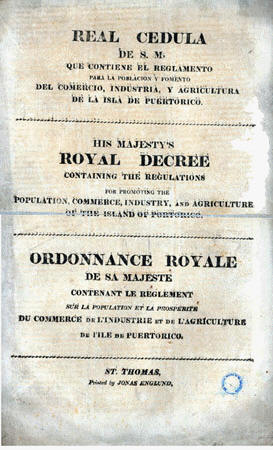 REAL CEDULA
DE S. M.
QUE CONTIENE EL REGLAMENTO
PARA LA POBLACION Y FOMENTO
DEL COMERCIO, INDUSTRIA, Y AGRICULTURA
DE LA ISLA DE PUERTORICO.
HIS MAJESTY'S
ROYAL DECREE
CONTAINING THE REGULATIONS
FOR PROMOTING THE
POPULATION, COMMERCE, INDUSTRY, AND AGRICULTURE
OF THE ISLAND OF PORTORICO.
ORDONNANCE ROYALE
DE SA MAJESTÉ
CONTENANT LE RÉGLEMENT
SUR LA POPULATION ET LA PROSPERITÉ
DU COMMERCE DE L'INDUSTRIE ET DE L'AGRICULTURE
DE L'ILE DE PUERTORICO.
ST. THOMAS,
Printed by JONAS ENGLUND,